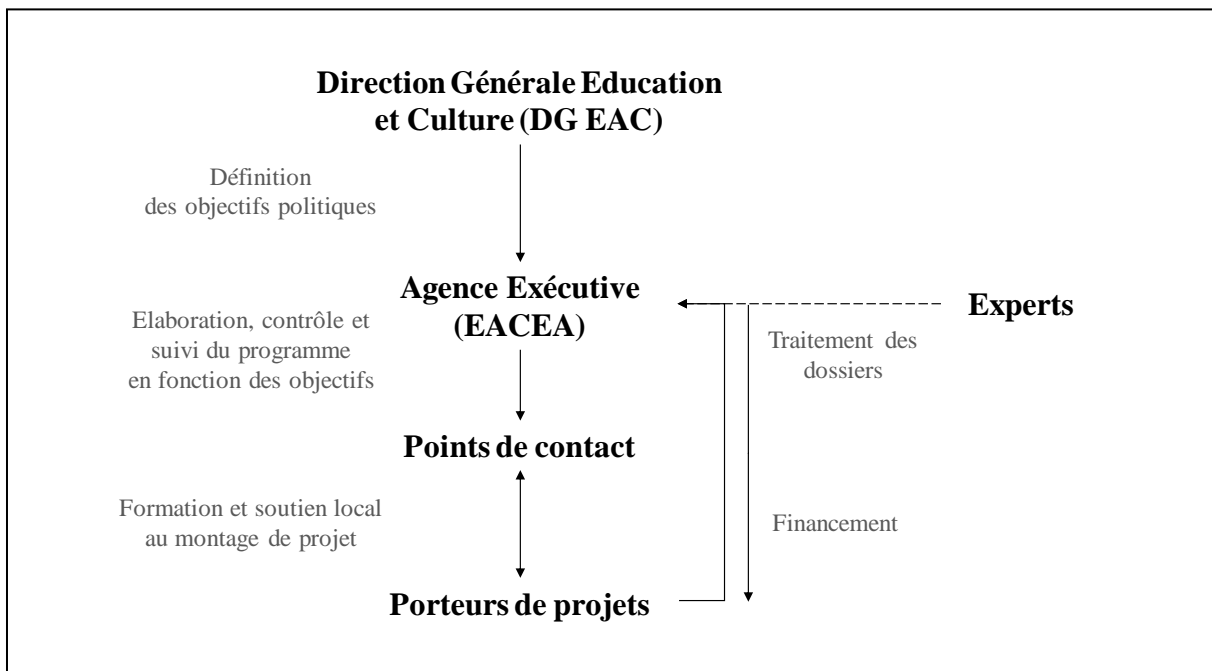 Direction Générale Education
et Culture (DG EAC)
Définition
des objectifs politiques
Agence Exécutive
(EACEA)
Experts
Elaboration, contrôle et
suivi du programme
en fonction des objectifs
Traitement des
dossiers
Points de contact
Formation et soutien local
au montage de projet
Financement
Porteurs de projets